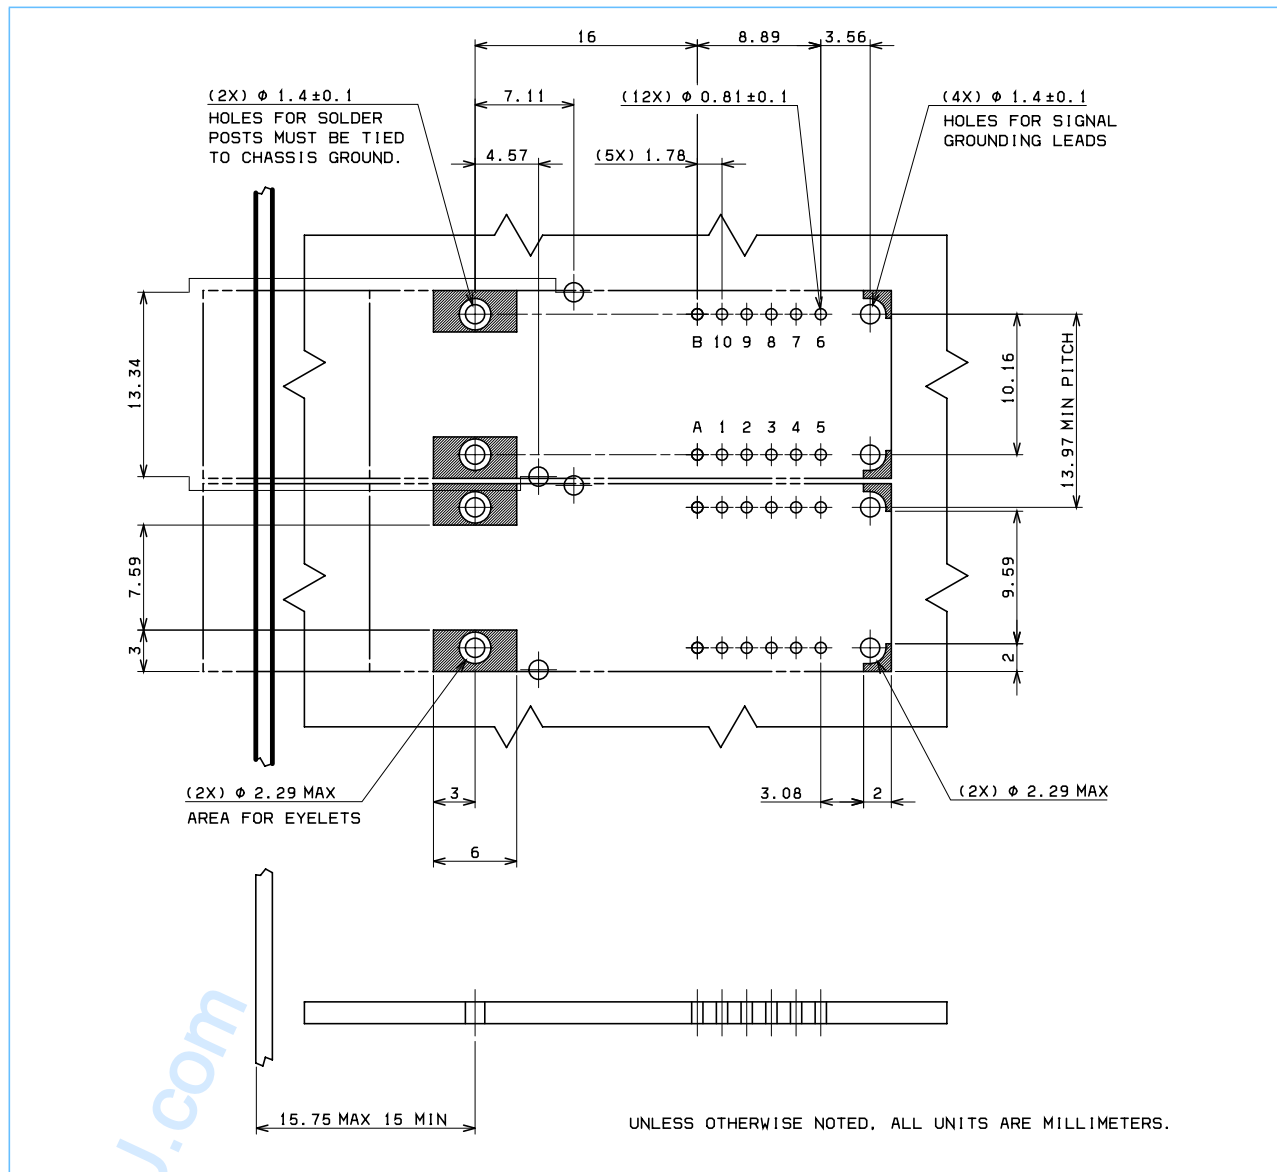 16
8.89
3.56
(2X) ϕ 1.4±0.1
HOLES FOR SOLDER
POSTS MUST BE TIED
TO CHASSIS GROUND.
7.11
(12X) ϕ 0.81±0.1
(4X) ϕ 1.4±0.1
HOLES FOR SIGNAL
GROUNDING LEADS
4.57
(5X) 1.78
B 10 9 8 7 6
13.34
10.16
13.97 MIN PITCH
A 1 2 3 4 5
7.59
9.59
3
2
(2X) ϕ 2.29 MAX
AREA FOR EYELETS
3
3.08
2
(2X) ϕ 2.29 MAX
6
J.com
15.75 MAX 15 MIN
UNLESS OTHERWISE NOTED, ALL UNITS ARE MILLIMETERS.